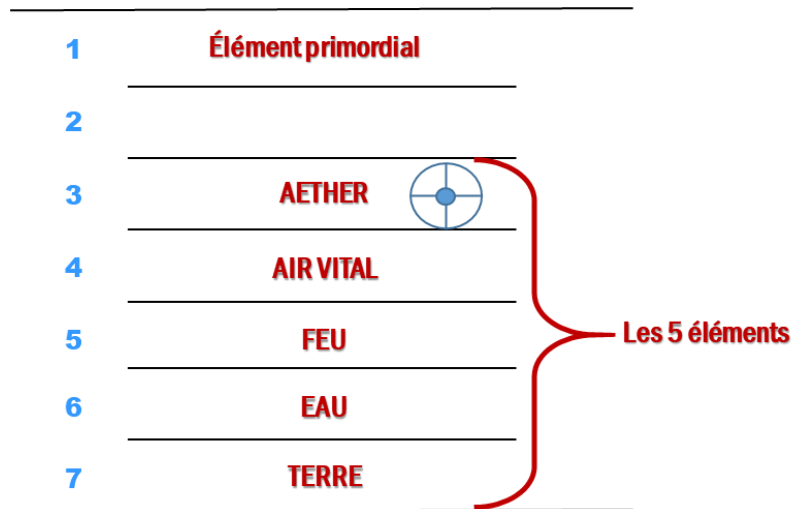 1 Élément primordial
2
3 AETHER
4 AIR VITAL
5 FEU
Les 5 éléments
6 EAU
7 TERRE